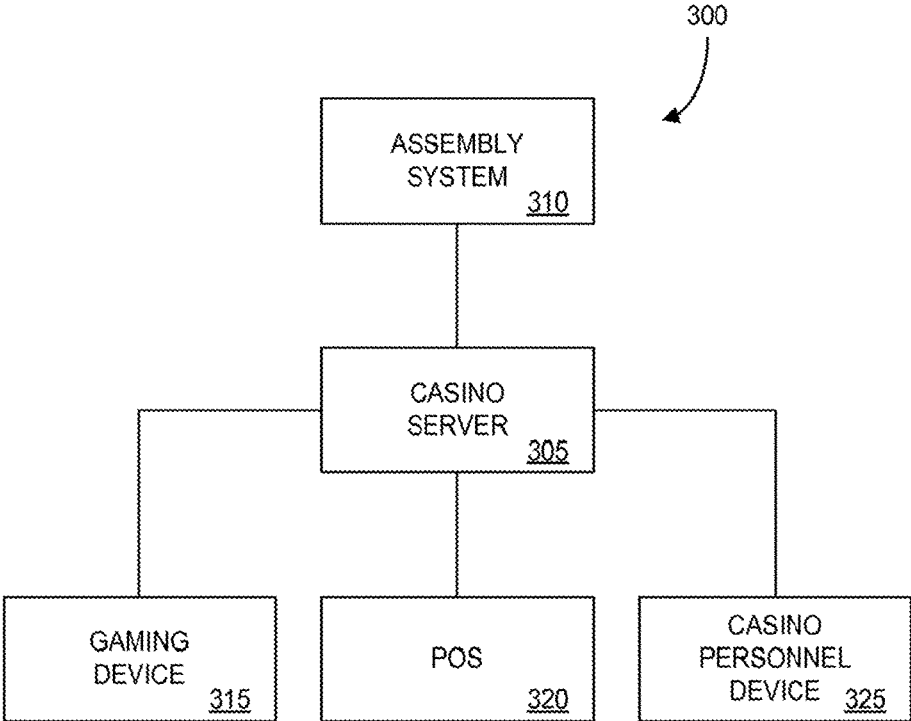 300
ASSEMBLY
SYSTEM
310
CASINO
SERVER
305
GAMING
DEVICE
315
POS
320
CASINO
PERSONNEL
DEVICE
325